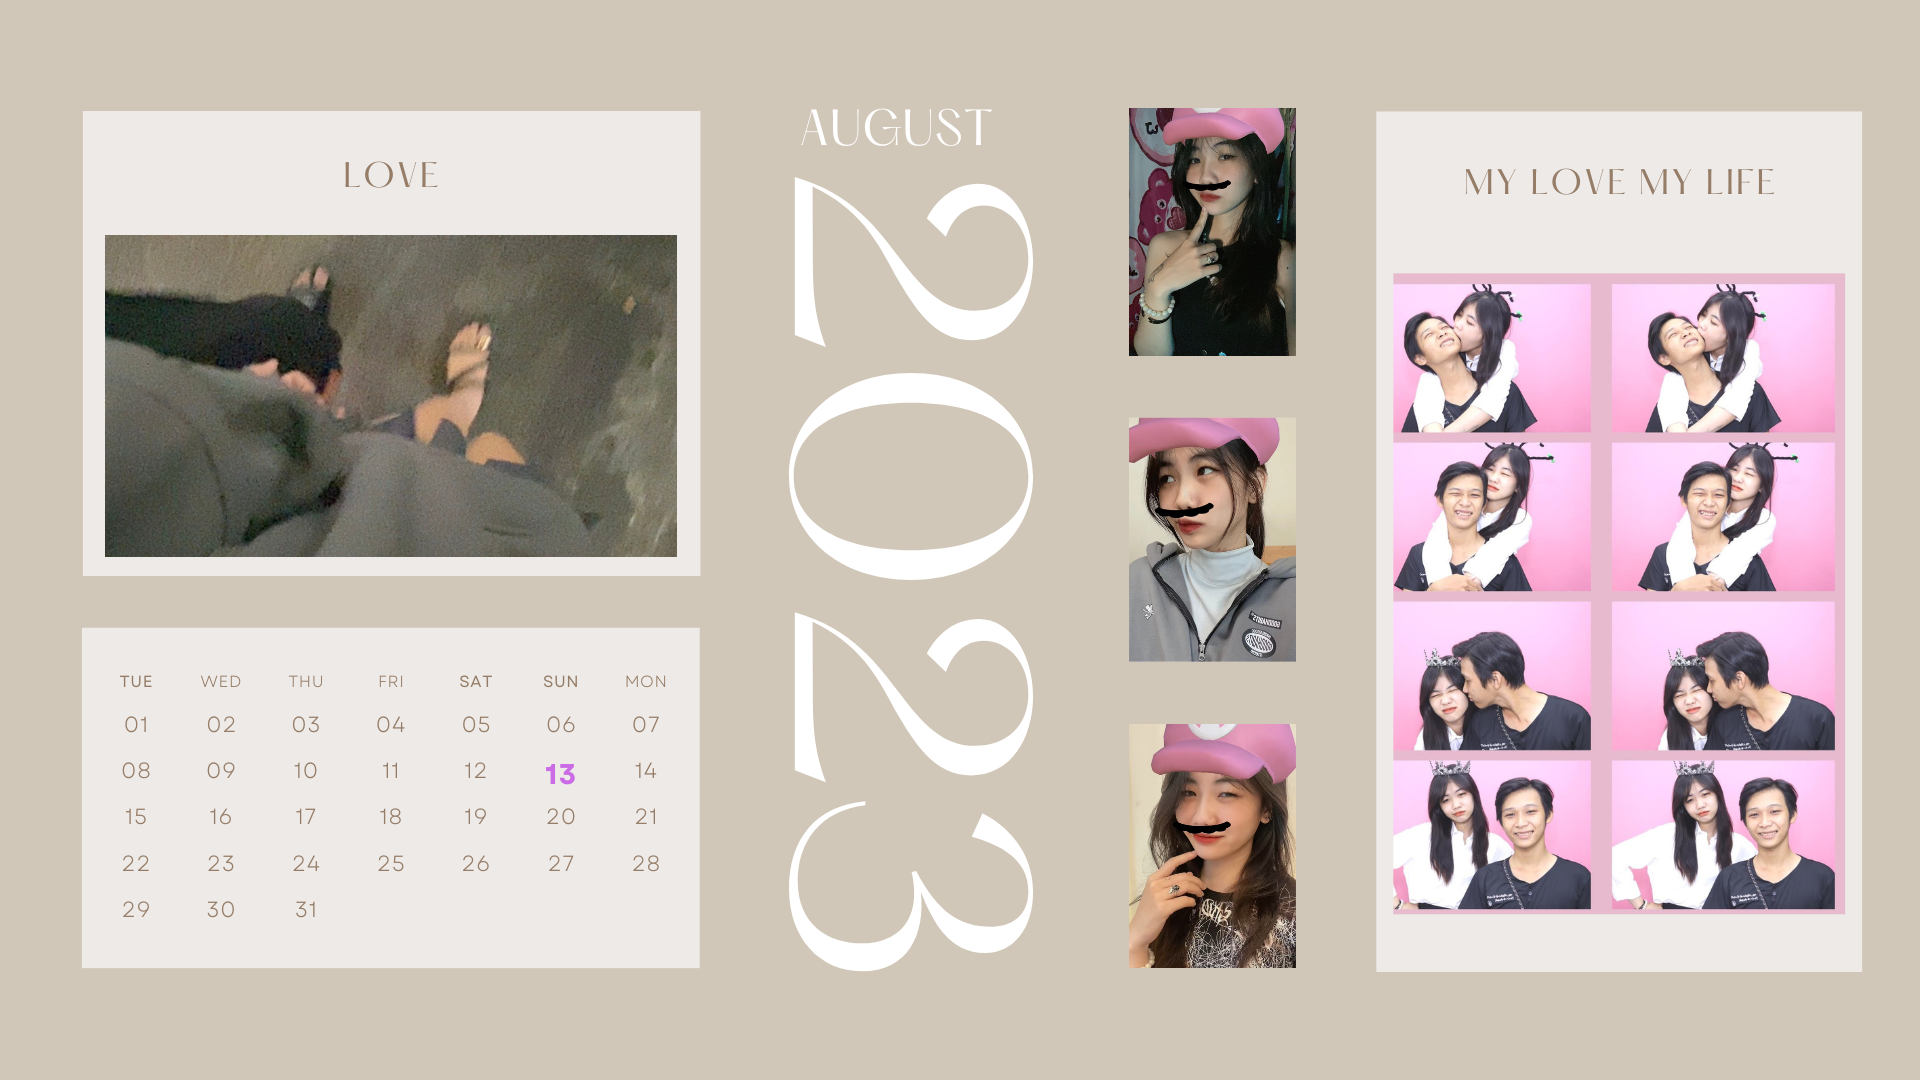 LOVE
TUE WED THU FRI SAT SUN MON
01 02 03 04 05 06 07
08 09 10 11 12 13 14
15 16 17 18 19 20 21
22 23 24 25 26 27 28
29 30 31
AUGUST
2023
MY LOVE MY LIFE